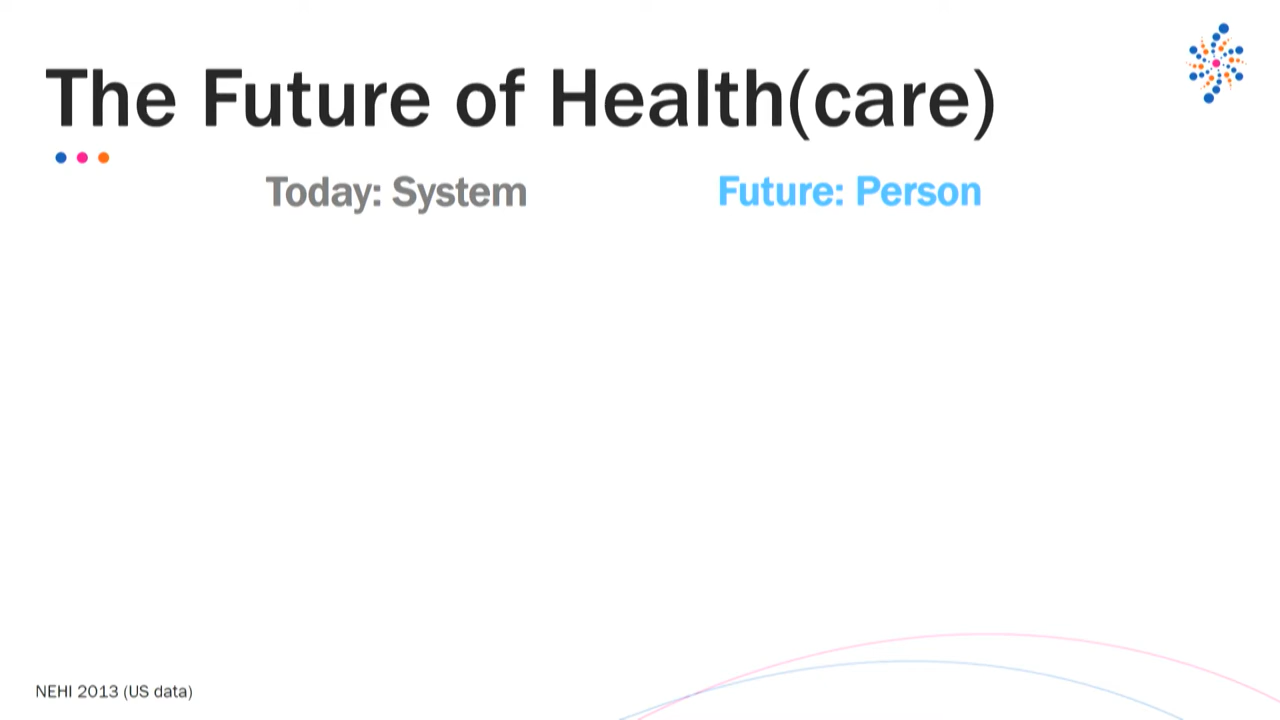 The Future of Health(care)
Today: System
Future: Person
NEHI 2013 (US data)